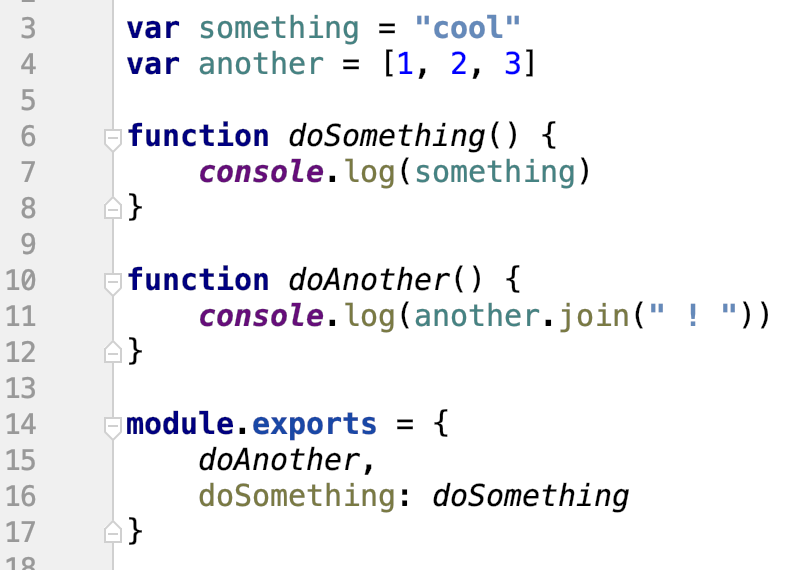 3 var something = "cool"
4 var another = [1, 2, 3]
5
6 function doSomething() {
7     console.log(something)
8 }
9
10 function doAnother() {
11     console.log(another.join(" ! "))
12 }
13
14 module.exports = {
15     doAnother,
16     doSomething: doSomething
17 }
18